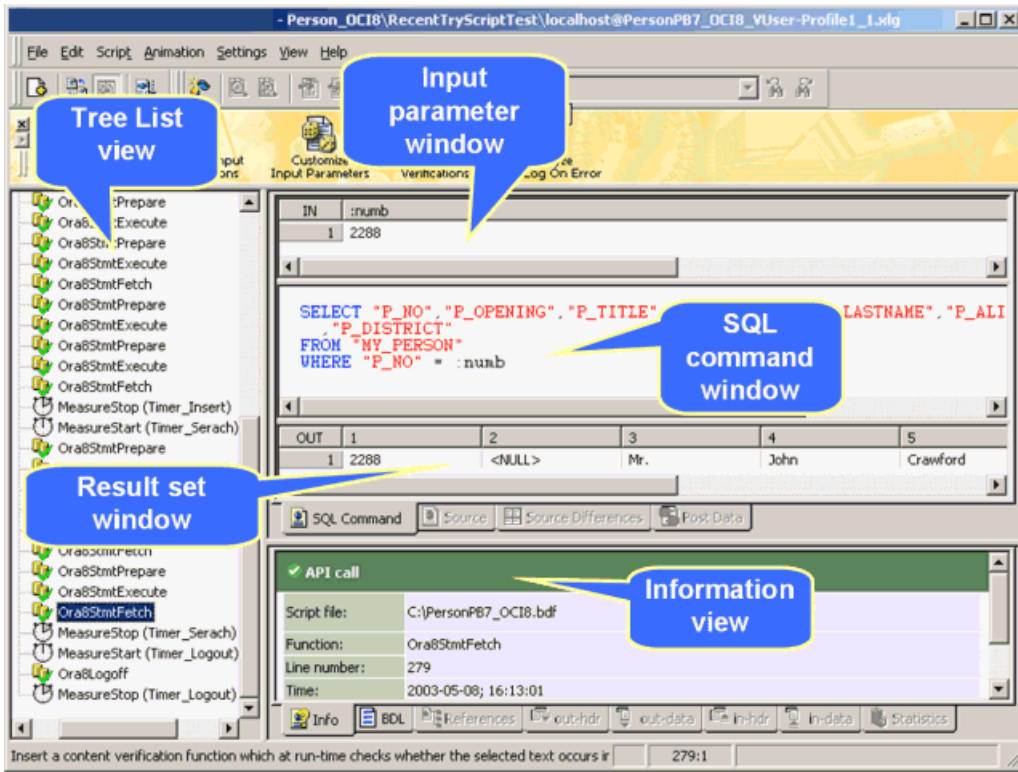 - Person_OCI8\RecentTryScriptTest\localhost@PersonPB7_OCI8_VUser-Profile1_1.xlg
File Edit Script Animation Settings View Help
Tree List view
Input parameter window
Customize
Input Parameters
Verifications
Log On Error
Ora8StmtExecute
Ora8StmtPrepare
Ora8StmtExecute
Ora8StmtFetch
Ora8StmtPrepare
Ora8StmtExecute
Ora8StmtPrepare
Ora8StmtExecute
Ora8StmtFetch
MeasureStop (Timer_Insert)
MeasureStart (Timer_Serach)
Ora8StmtPrepare
Result set window
Ora8StmtFetch
Ora8StmtPrepare
Ora8StmtExecute
Ora8StmtFetch
MeasureStop (Timer_Serach)
MeasureStart (Timer_Logout)
Ora8Logoff
MeasureStop (Timer_Logout)
IN :numb
1 2288
SELECT "P_NO","P_OPENING","P_TITLE" LASTNAME","P_ALI
,"P_DISTRICT"
FROM "MY_PERSON"
WHERE "P_NO" = :numb
SQL command window
OUT 1 2 3 4 5
1 2288 <NULL> Mr. John Crawford
SQL Command Source Source Differences Post Data
API call
Information view
Script file: C:\PersonPB7_OCI8.bdf
Function: Ora8StmtFetch
Line number: 279
Time: 2003-05-08; 16:13:01
Info BDL References out-hdr out-data in-hdr in-data Statistics
Insert a content verification function which at run-time checks whether the selected text occurs ir 279:1